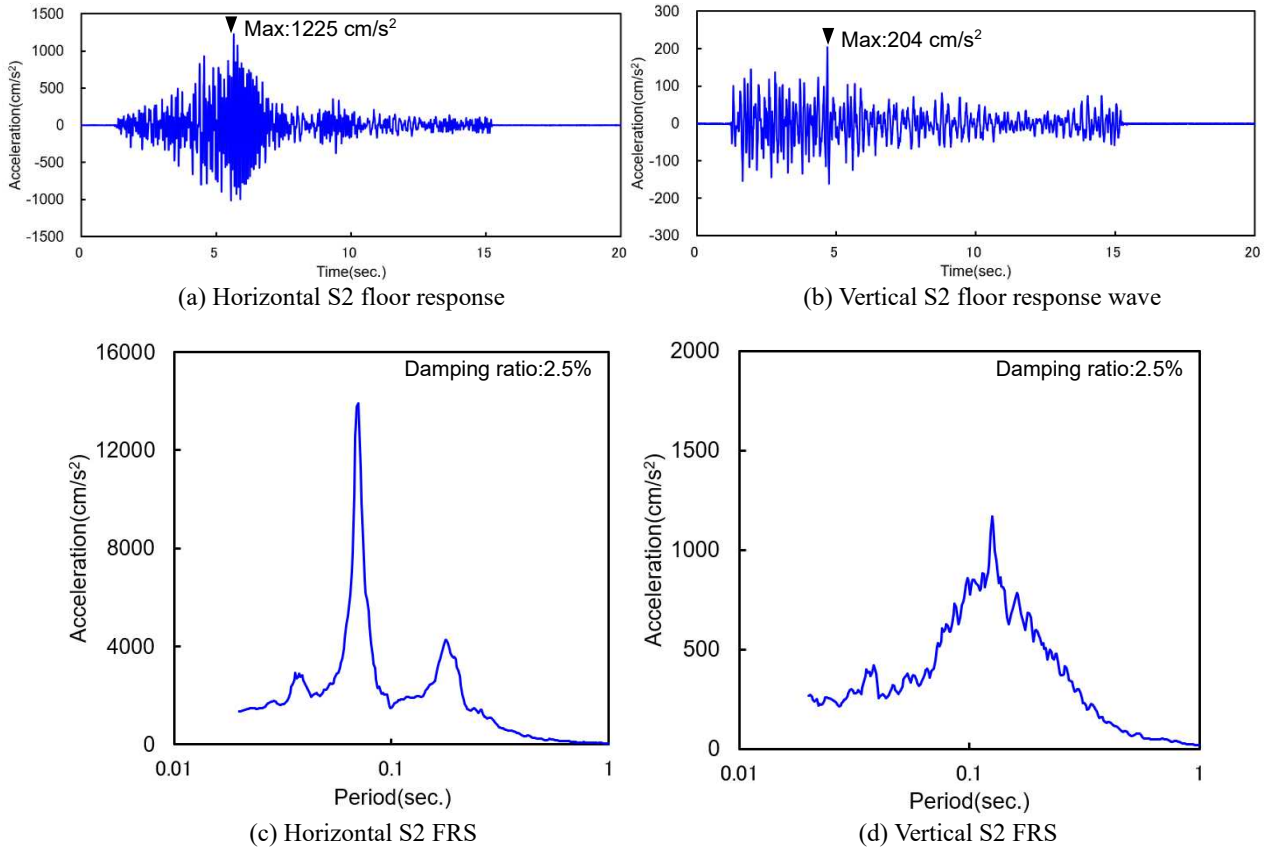 1500
1000
500
0
-500
-1000
-1500
Acceleration(cm/s²)
Max:1225 cm/s²
0 5 10 15 20
Time(sec.)
(a) Horizontal S2 floor response
300
200
100
0
-100
-200
-300
Acceleration(cm/s²)
Max:204 cm/s²
0 5 10 15 20
Time(sec.)
(b) Vertical S2 floor response wave
16000
12000
8000
4000
0
Acceleration(cm/s²)
Damping ratio:2.5%
0.01 0.1 1
Period(sec.)
(c) Horizontal S2 FRS
2000
1500
1000
500
0
Acceleration(cm/s²)
Damping ratio:2.5%
0.01 0.1 1
Period(sec.)
(d) Vertical S2 FRS